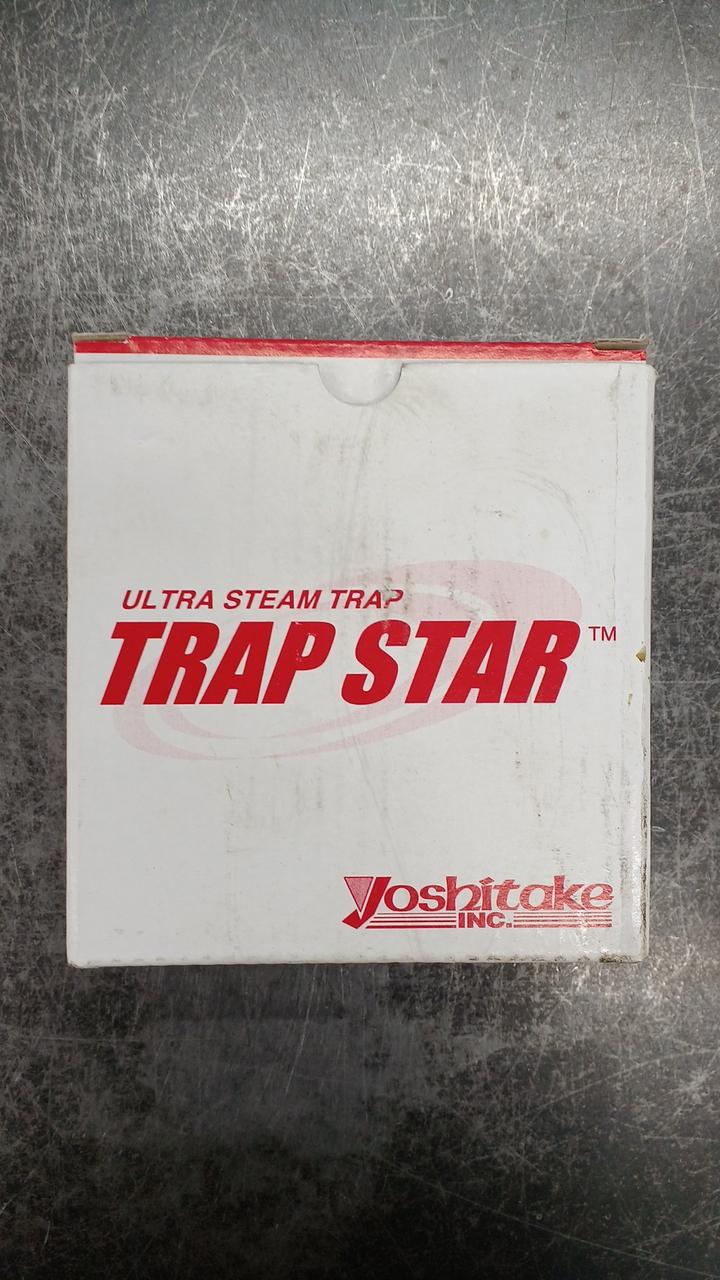 ULTRA STEAM TRAP
TRAP STAR™
Yoshitake
INC.